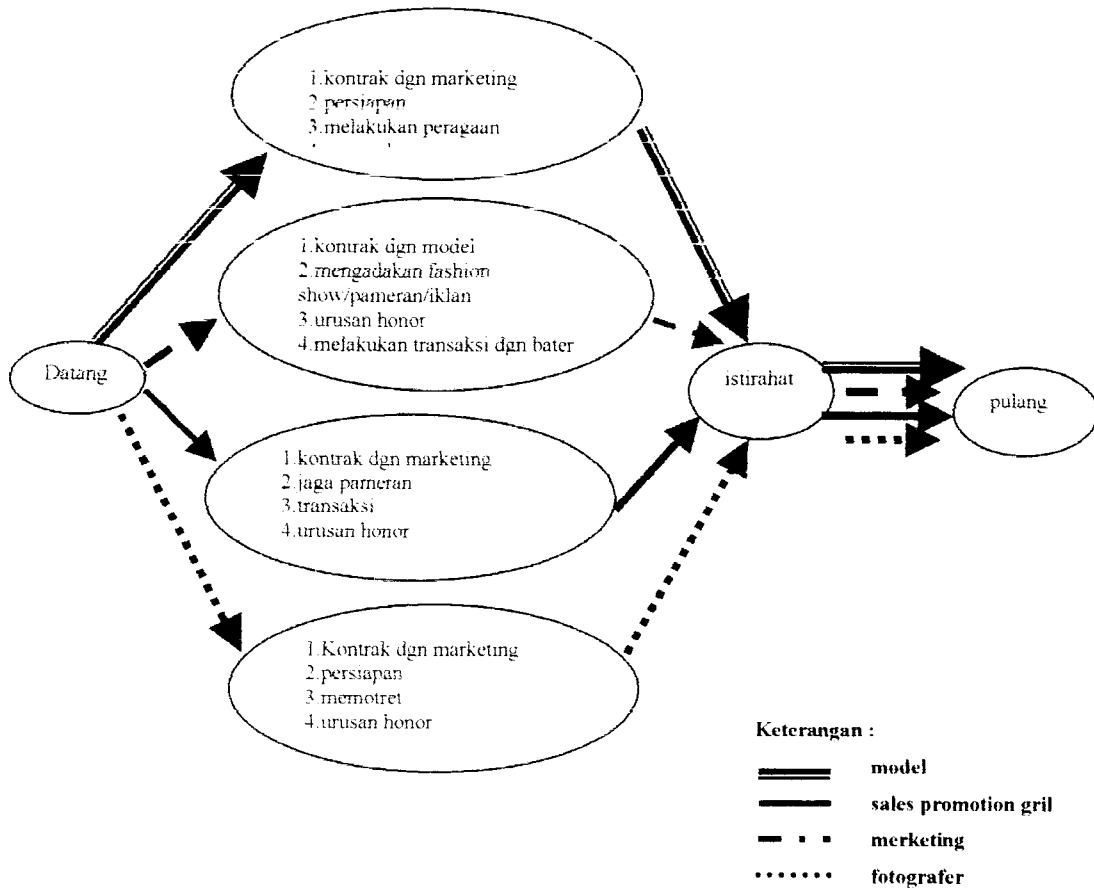 1.kontrak dgn marketing
2 persiapan
3.melakukan peragaan
1.kontrak dgn model
2.mengadakan fashion
show/pameran/iklan
3.urusan honor
4.melakukan transaksi dgn bater
Datang
istirahat
pulang
1.kontrak dgn marketing
2.jaga pameran
3.transaksi
4.urusan honor
1.Kontrak dgn marketing
2.persiapan
3.memotret
4.urusan honor
Keterangan :
model
sales promotion gril
merketing
fotografer